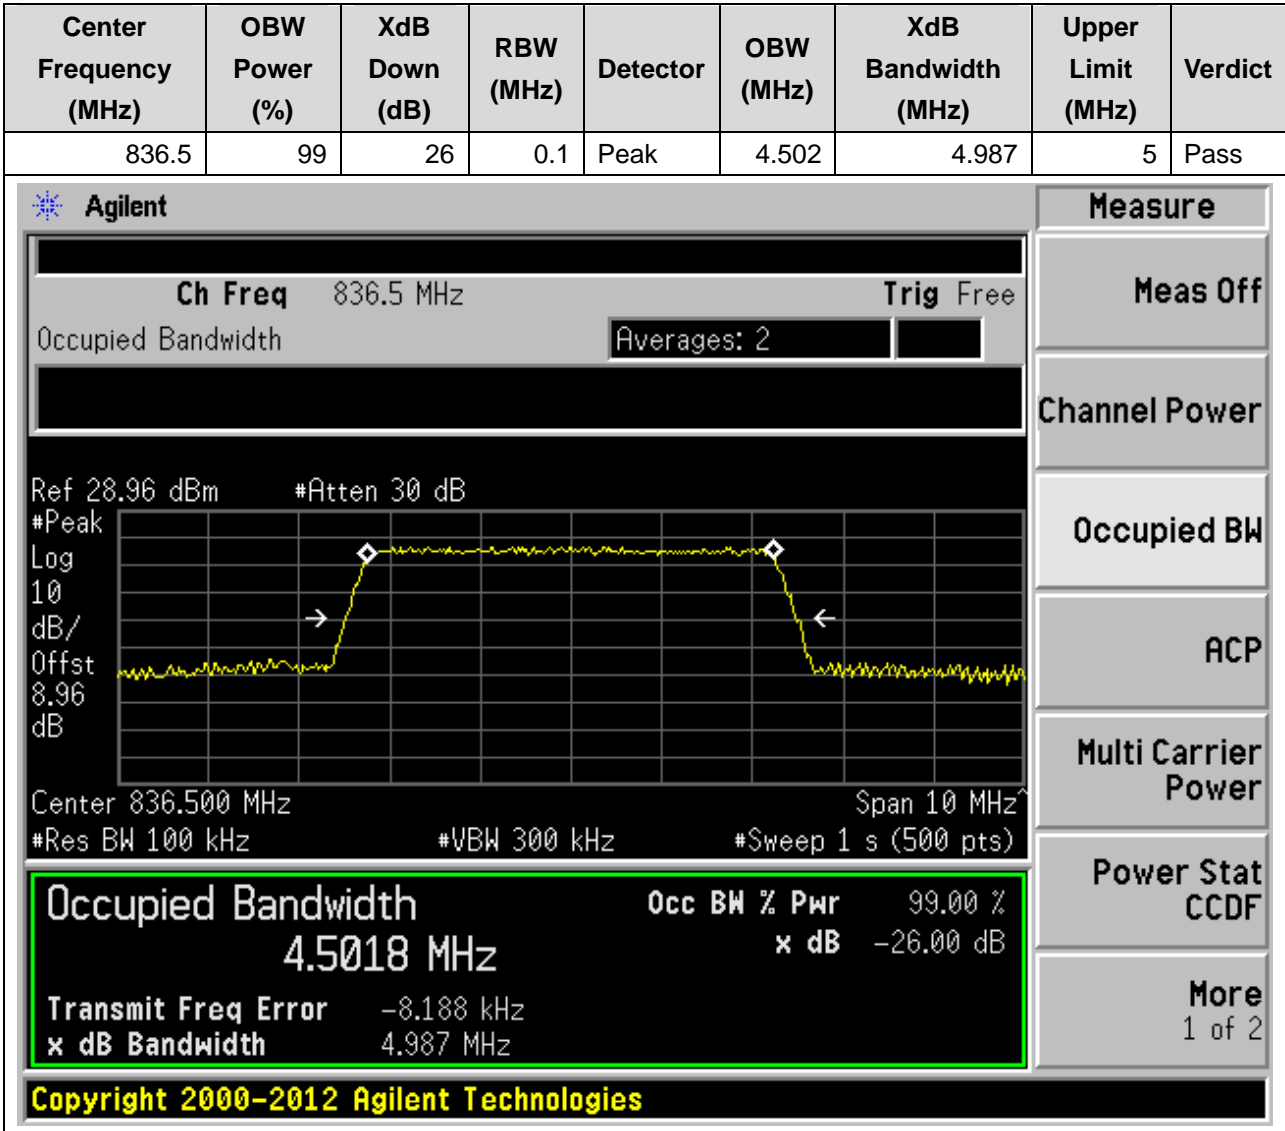 Center Frequency (MHz) OBW Power (%) XdB Down (dB) RBW (MHz) Detector OBW (MHz) XdB Bandwidth (MHz) Upper Limit (MHz) Verdict
836.5 99 26 0.1 Peak 4.502 4.987 5 Pass
Agilent
Measure
Ch Freq 836.5 MHz Trig Free
Meas Off
Occupied Bandwidth Averages: 2
Channel Power
Ref 28.96 dBm #Atten 30 dB
#Peak
Log
10
dB/
Offst
8.96
dB
Occupied BW
ACP
Multi Carrier
Power
Center 836.500 MHz Span 10 MHz^
#Res BW 100 kHz #VBW 300 kHz #Sweep 1 s (500 pts)
Power Stat
CCDF
Occupied Bandwidth Occ BW % Pwr 99.00 %
4.5018 MHz x dB -26.00 dB
Transmit Freq Error -8.188 kHz
x dB Bandwidth 4.987 MHz
More
1 of 2
Copyright 2000-2012 Agilent Technologies